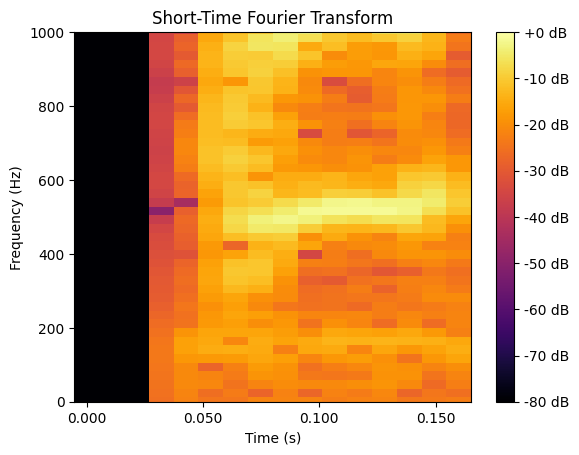 Short-Time Fourier Transform
1000
800
600
400
200
0
Frequency (Hz)
0.000
0.050
0.100
0.150
Time (s)
+0 dB
-10 dB
-20 dB
-30 dB
-40 dB
-50 dB
-60 dB
-70 dB
-80 dB